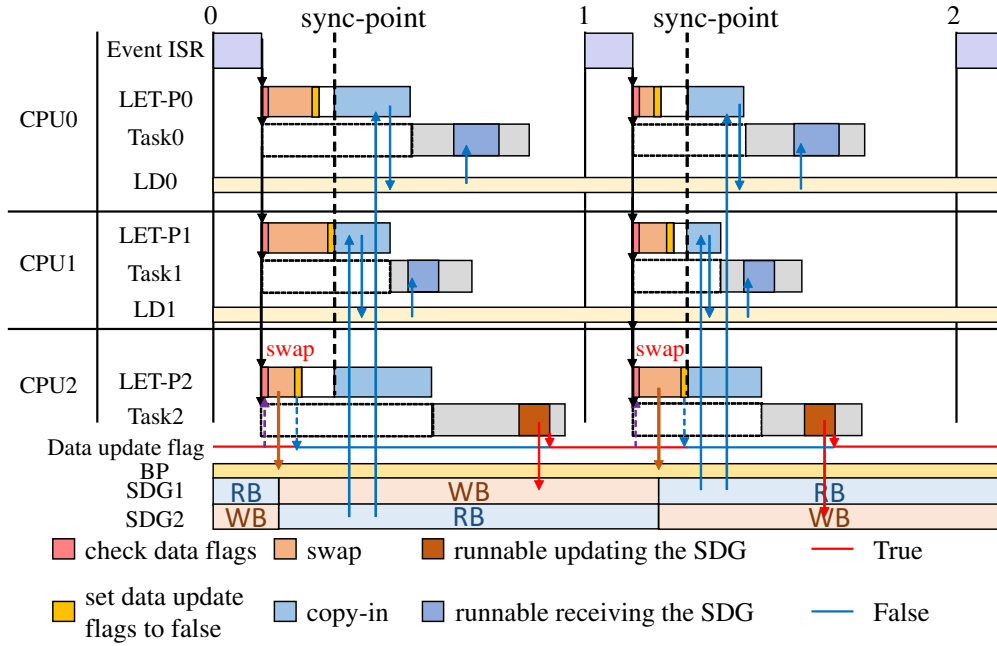 0 sync-point 1 sync-point 2
Event ISR
LET-P0
CPU0
Task0
LD0
LET-P1
CPU1
Task1
LD1
swap swap
LET-P2
CPU2
Task2
Data update flag
BP
SDG1 RB WB RB
SDG2 WB RB WB
check data flags swap runnable updating the SDG True
set data update flags to false copy-in runnable receiving the SDG False